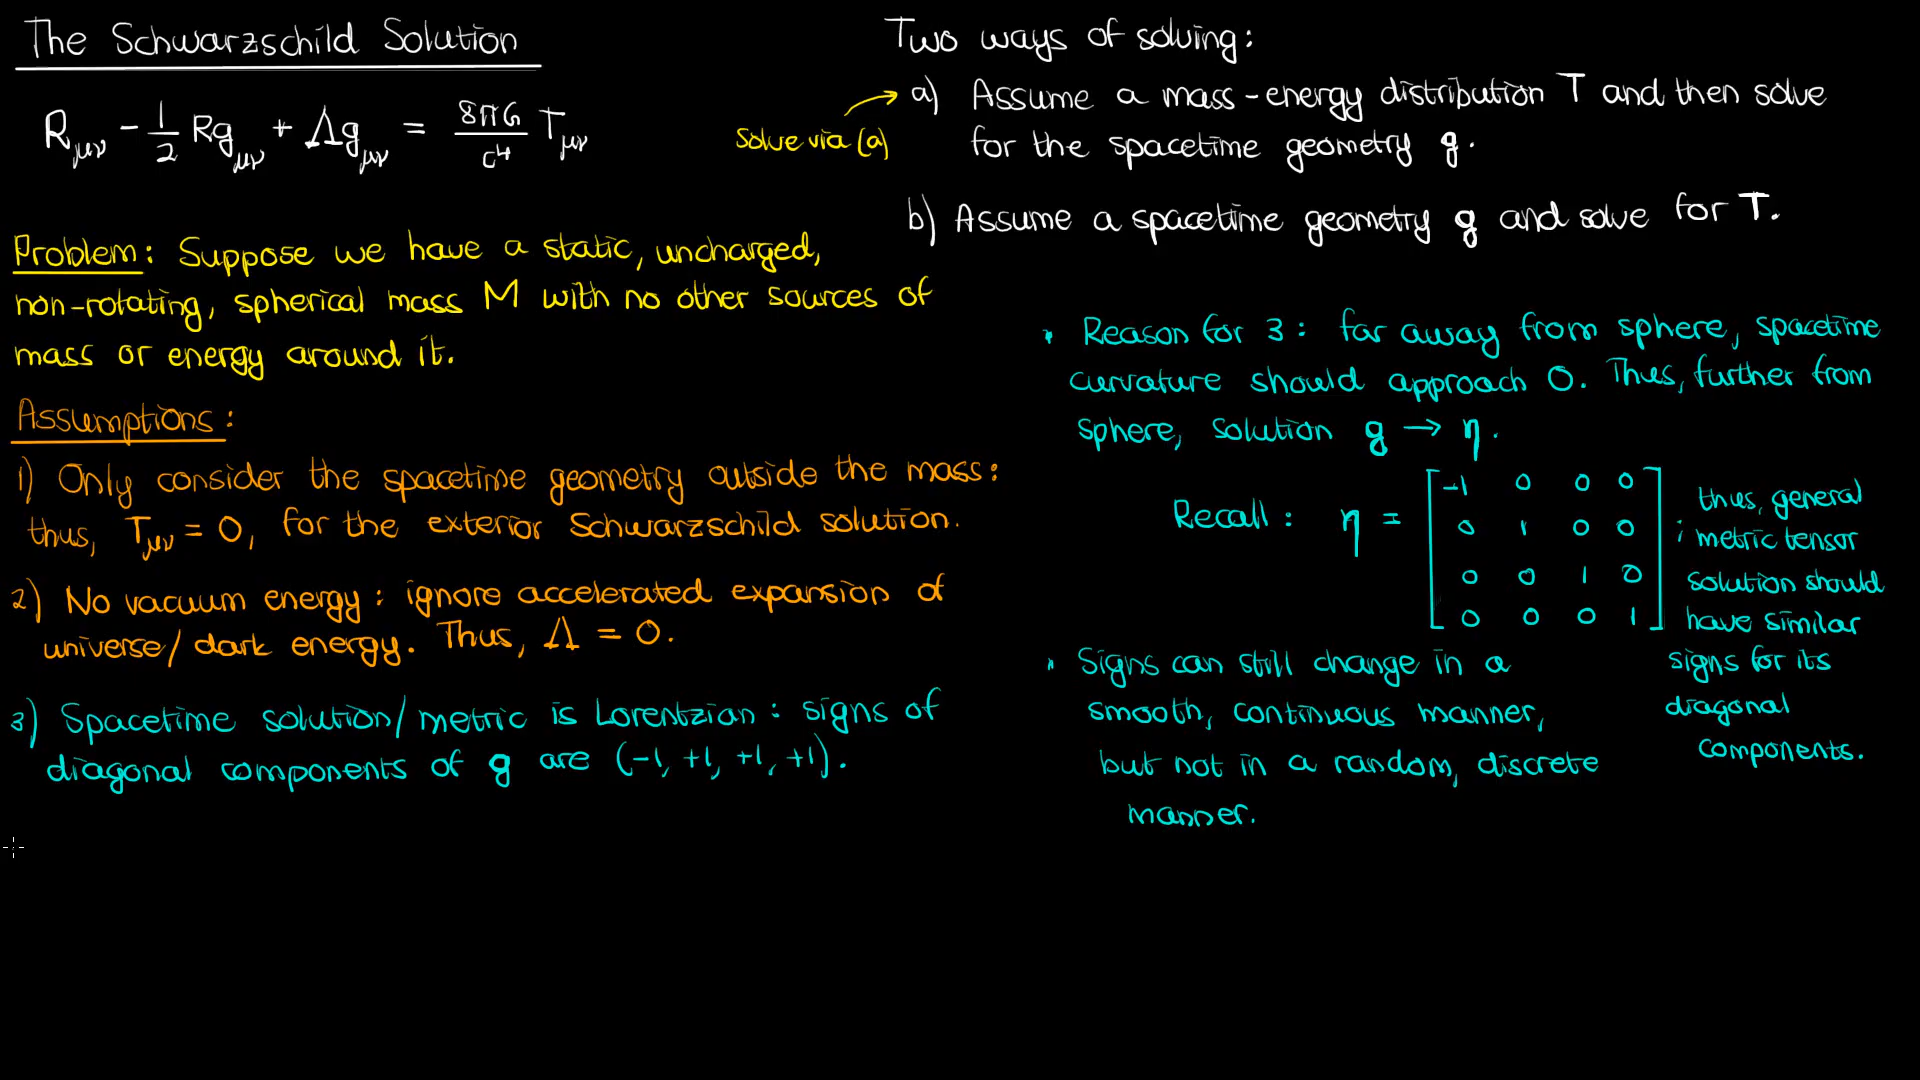 The Schwarzschild Solution
R_μν - 1/2 Rg_μν + Λg_μν = 8πG/c⁴ T_μν
Problem: Suppose we have a static, uncharged,
non-rotating, spherical mass M with no other sources of
mass or energy around it.
Assumptions:
1) Only consider the spacetime geometry outside the mass:
thus, T_μν = 0, for the exterior Schwarzschild solution.
2) No vacuum energy: ignore accelerated expansion of
universe/dark energy. Thus, Λ = 0.
3) Spacetime solution/metric is Lorentzian: signs of
diagonal components of g are (-1, +1, +1, +1).
Two ways of solving:
Solve via (a)
a) Assume a mass-energy distribution T and then solve
for the spacetime geometry g.
b) Assume a spacetime geometry g and solve for T.
• Reason for 3: far away from sphere, spacetime
curvature should approach 0. Thus, further from
sphere, solution g → η.
Recall: η =
-1 0 0 0
0 1 0 0
0 0 1 0
0 0 0 1
; thus, general
metric tensor
solution should
have similar
signs for its
diagonal
components.
• Signs can still change in a
smooth, continuous manner,
but not in a random, discrete
manner.